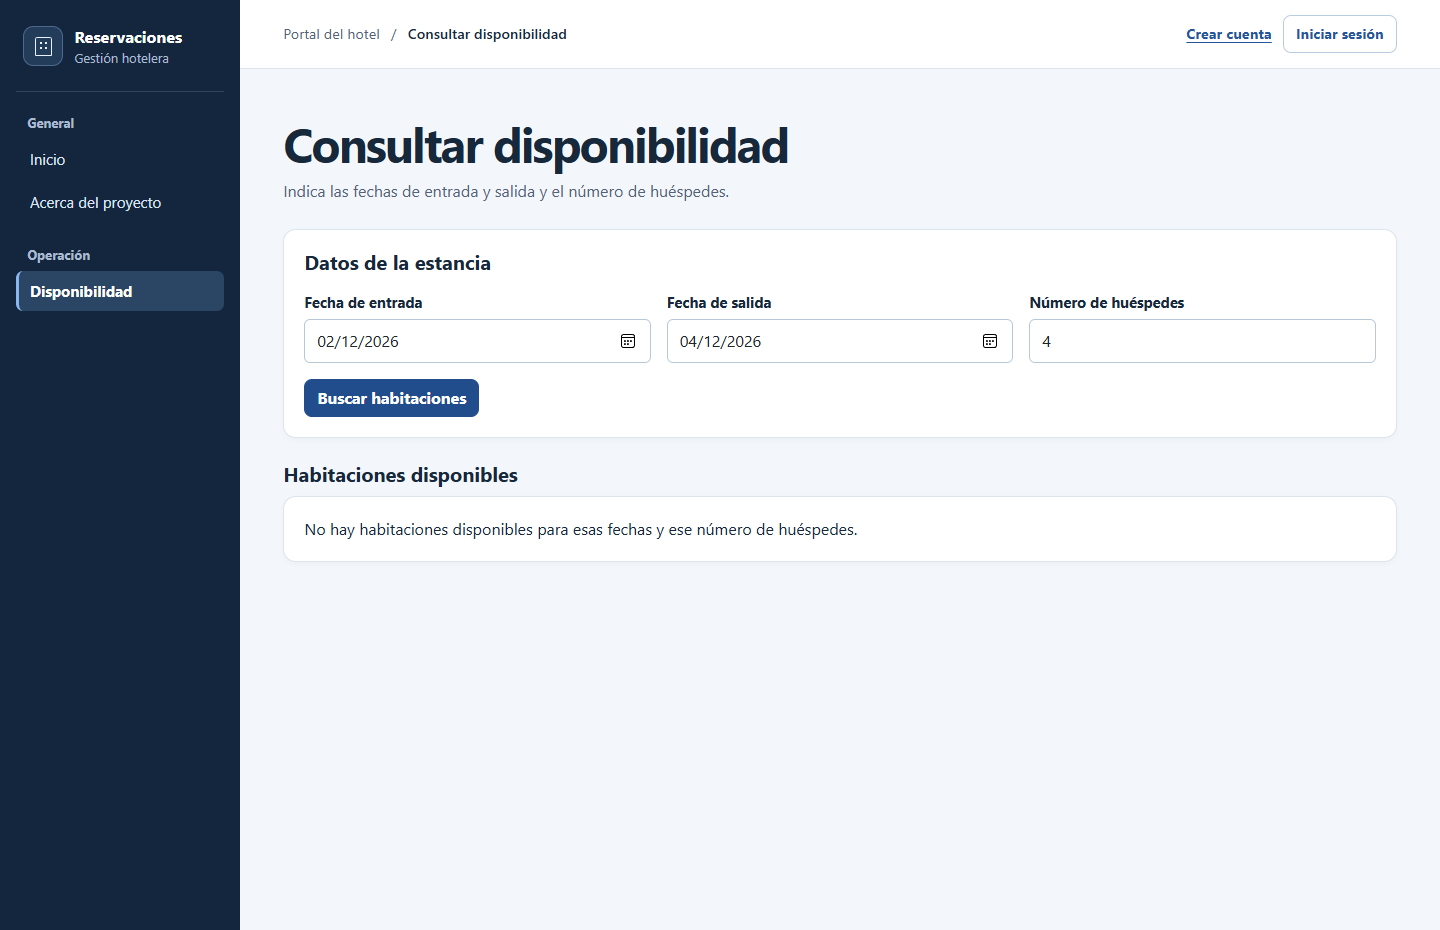 Reservaciones
Gestión hotelera
General
Inicio
Acerca del proyecto
Operación
Disponibilidad
Portal del hotel / Consultar disponibilidad
Crear cuenta
Iniciar sesión
Consultar disponibilidad
Indica las fechas de entrada y salida y el número de huéspedes.
Datos de la estancia
Fecha de entrada
02/12/2026
Fecha de salida
04/12/2026
Número de huéspedes
4
Buscar habitaciones
Habitaciones disponibles
No hay habitaciones disponibles para esas fechas y ese número de huéspedes.